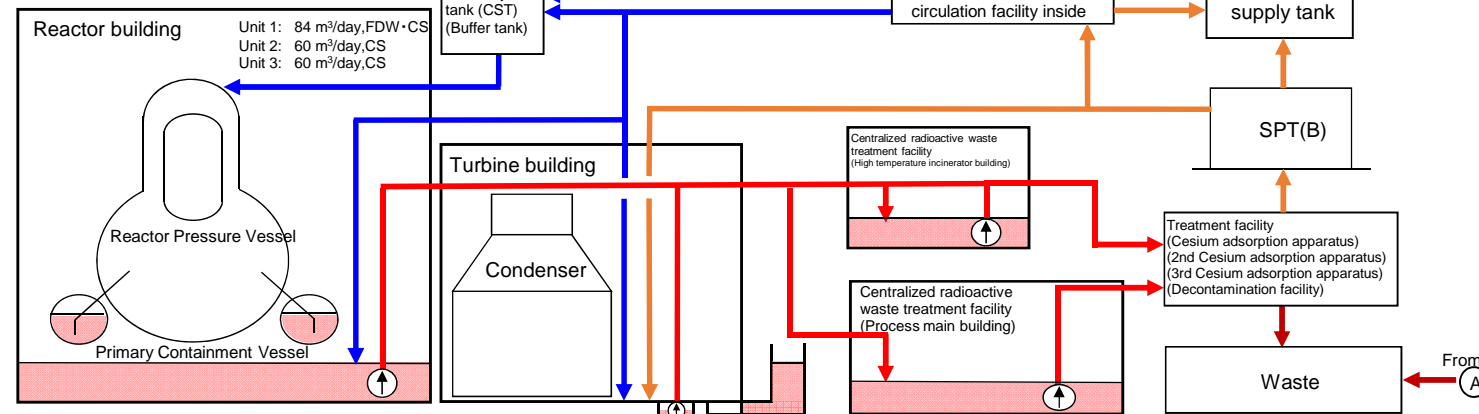 tank (CST)
(Buffer tank)
circulation facility inside
supply tank
Reactor building
Unit 1: 84 m³/day,FDW・CS
Unit 2: 60 m³/day,CS
Unit 3: 60 m³/day,CS
Reactor Pressure Vessel
Primary Containment Vessel
Turbine building
Condenser
Centralized radioactive waste
treatment facility
(High temperature incinerator building)
Centralized radioactive
waste treatment facility
(Process main building)
SPT(B)
Treatment facility
(Cesium adsorption apparatus)
(2nd Cesium adsorption apparatus)
(3rd Cesium adsorption apparatus)
(Decontamination facility)
Waste
From
A